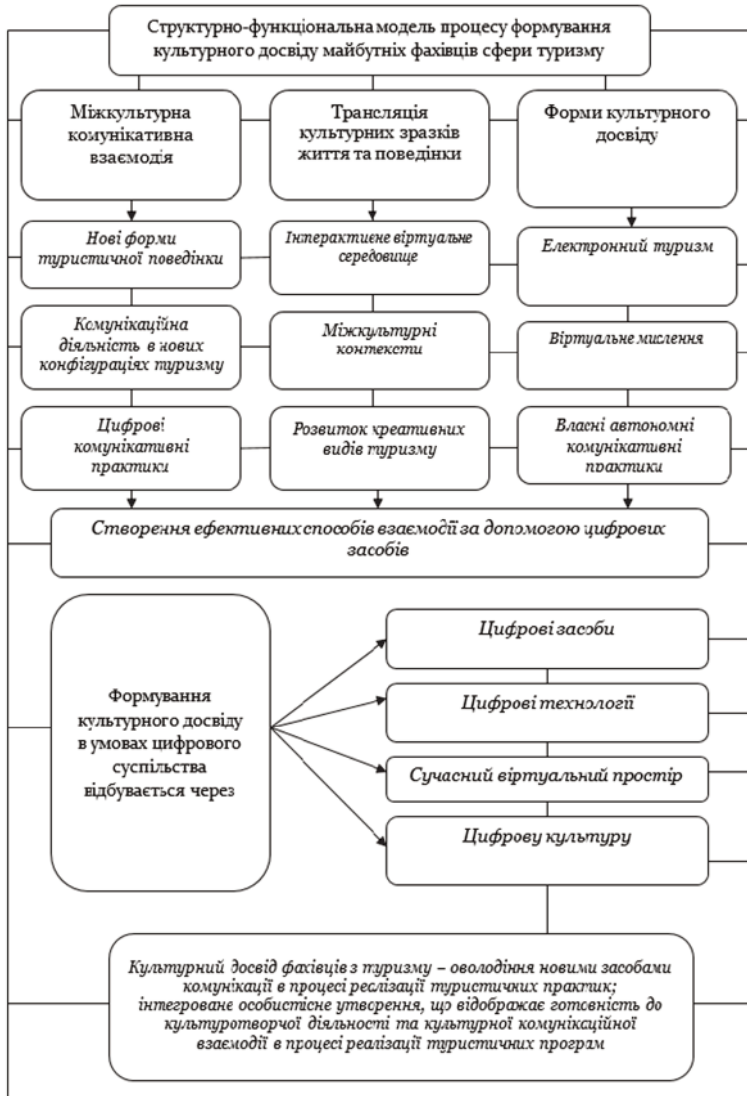 Структурно-функціональна модель процесу формування
культурного досвіду майбутніх фахівців сфери туризму
Міжкультурна
комунікативна
взаємодія
Трансляція
культурних зразків
життя та поведінки
Форми культурного
досвіду
Нові форми
туристичної поведінки
Інтерактивне віртуальне
середовище
Електронний туризм
Комунікаційна
діяльність в нових
конфігураціях туризму
Міжкультурні
контексти
Віртуальне мислення
Цифрові
комунікативні
практики
Розвиток креативних
видів туризму
Власні автономні
комунікативні
практики
Створення ефективних способів взаємодії за допомогою цифрових
засобів
Формування
культурного досвіду
в умовах цифрового
суспільства
відбувається через
Цифрові засоби
Цифрові технології
Сучасний віртуальний простір
Цифрову культуру
Культурний досвід фахівців з туризму – оволодіння новими засобами
комунікації в процесі реалізації туристичних практик;
інтегроване особистісне утворення, що відображає готовність до
культуротворчої діяльності та культурної комунікаційної
взаємодії в процесі реалізації туристичних програм